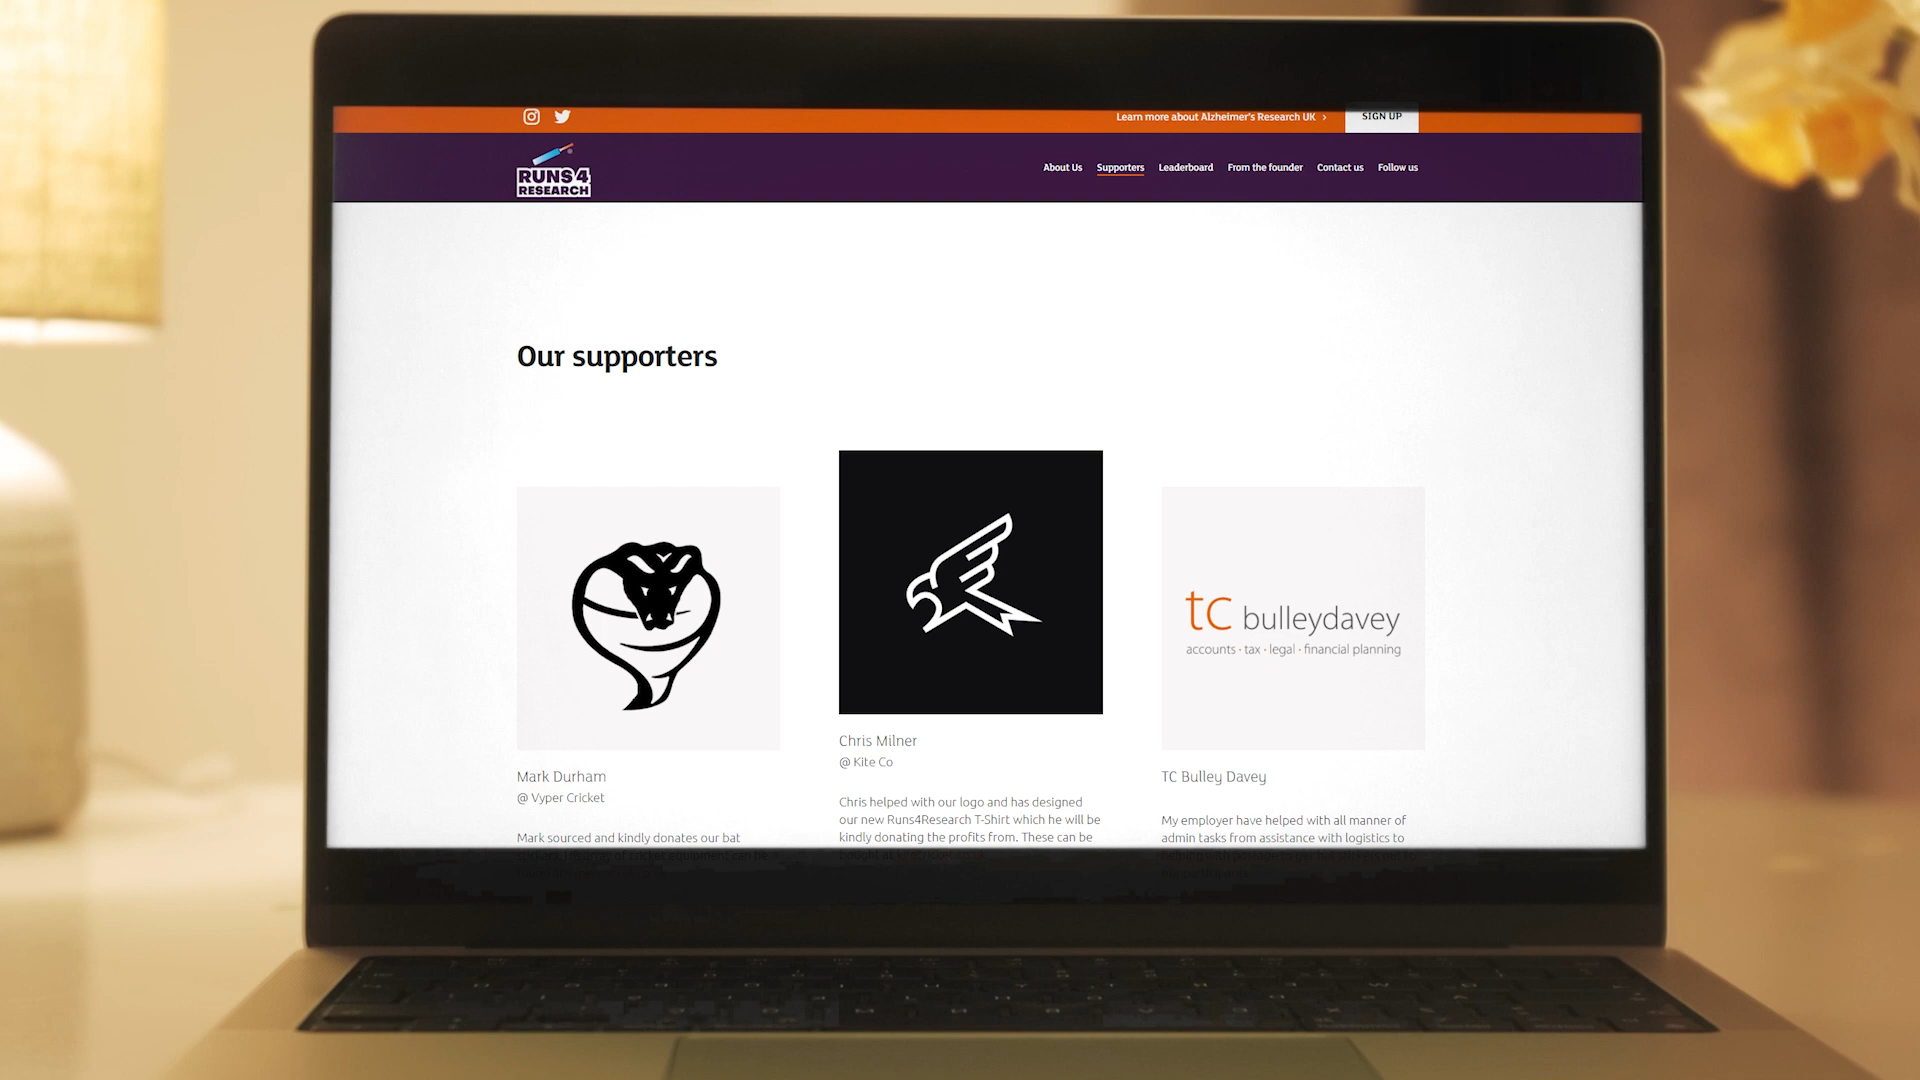 Learn more about Alzheimer's Research UK >
SIGN UP
RUNS4
RESEARCH
About Us Supporters Leaderboard From the founder Contact us Follow us
Our supporters
tc bulleydavey
accounts · tax · legal · financial planning
Mark Durham
@ Vyper Cricket
Mark sourced and kindly donates our bat
Chris Milner
@ Kite Co
Chris helped with our logo and has designed
our new Runs4Research T-Shirt which he will be
kindly donating the profits from. These can be
TC Bulley Davey
My employer have helped with all manner of
admin tasks from assistance with logistics to